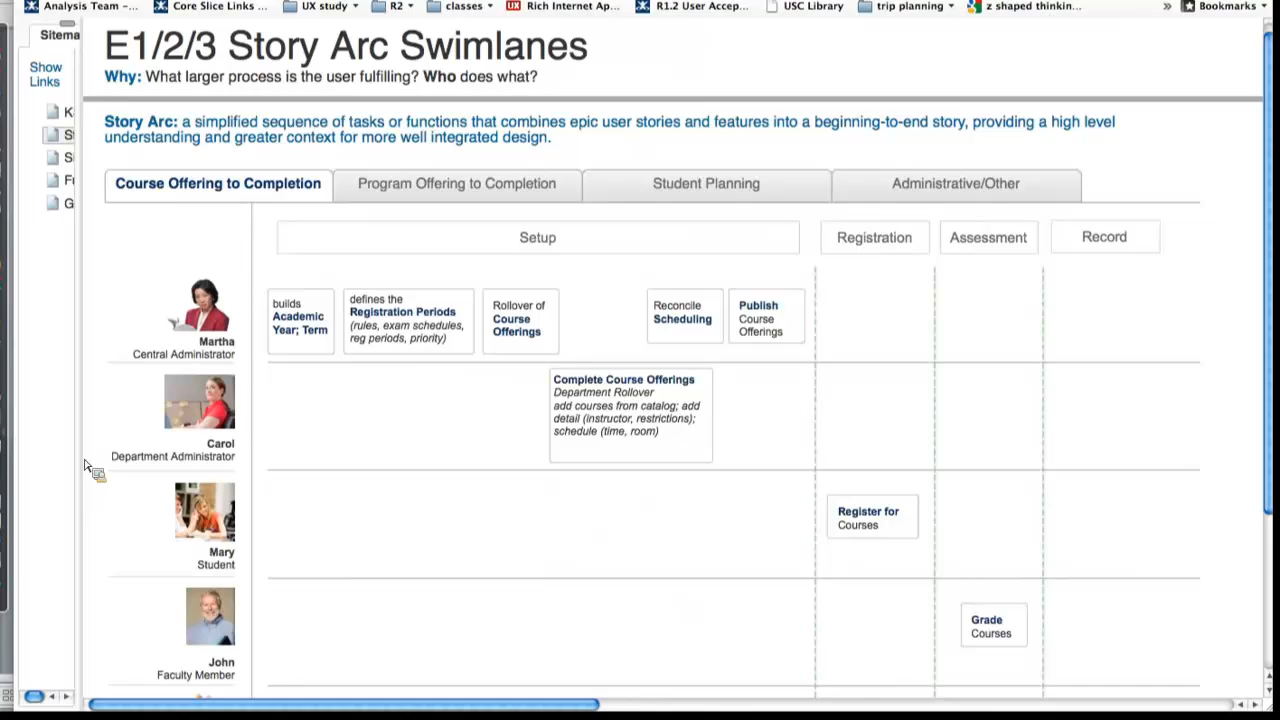 Analysis Team – ... Core Slice Links ... UX study R2 classes Rich Internet Ap... R1.2 User Accep... USC Library trip planning z shaped thinkin... » Bookmarks
Sitema
E1/2/3 Story Arc Swimlanes
Show
Links
Why: What larger process is the user fulfilling? Who does what?
K
St
Si
Fr
G
Story Arc: a simplified sequence of tasks or functions that combines epic user stories and features into a beginning-to-end story, providing a high level
understanding and greater context for more well integrated design.
Course Offering to Completion
Program Offering to Completion
Student Planning
Administrative/Other
Setup
Registration
Assessment
Record
Martha
Central Administrator
builds
Academic
Year; Term
defines the
Registration Periods
(rules, exam schedules,
reg periods, priority)
Rollover of
Course
Offerings
Reconcile
Scheduling
Publish
Course
Offerings
Carol
Department Administrator
Complete Course Offerings
Department Rollover
add courses from catalog; add
detail (instructor, restrictions);
schedule (time, room)
Mary
Student
Register for
Courses
John
Faculty Member
Grade
Courses